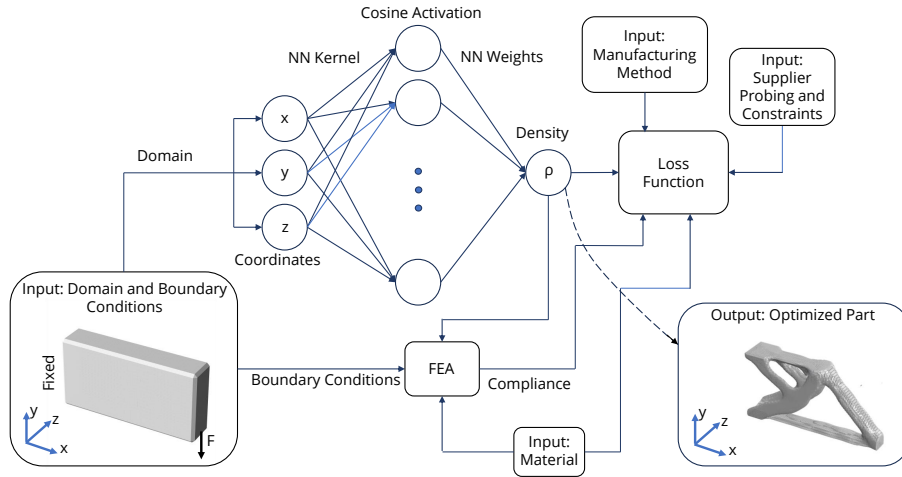 Cosine Activation
NN Kernel
NN Weights
Input:
Manufacturing
Method
Input:
Supplier
Probing and
Constraints
x
y
z
Coordinates
Domain
Density
ρ
Loss
Function
Input: Domain and Boundary
Conditions
Fixed
y
z
x
F
Boundary Conditions
FEA
Compliance
Input:
Material
Output: Optimized Part
y
z
x